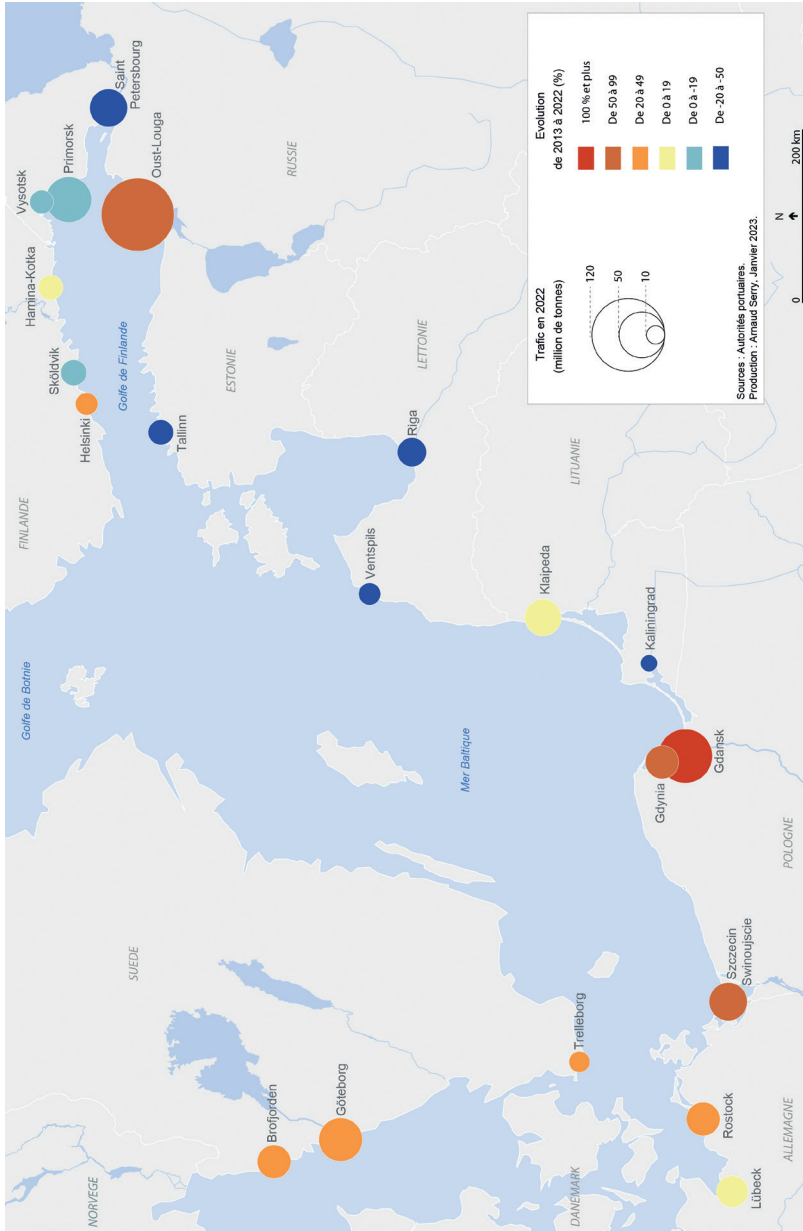 Golfe de Botnie
FINLANDE
Vysotsk
Hamina-Kotka
Primorsk
Saint
Petersbourg
Sköldvik
Helsinki
Golfe de Finlande
Oust-Louga
Tallinn
ESTONIE
RUSSIE
NORVEGE
SUEDE
Brofjorden
Göteborg
Ventspils
Riga
LETTONIE
Mer Baltique
Klaipeda
LITUANIE
DANEMARK
Trelleborg
Kaliningrad
Gdynia
Gdansk
Lübeck
Rostock
Szczecin
Swinoujscie
ALLEMAGNE
POLOGNE
Trafic en 2022
(million de tonnes)
120
50
10
Evolution
de 2013 à 2022 (%)
100 % et plus
De 50 à 99
De 20 à 49
De 0 à 19
De 0 à -19
De -20 à -50
Sources : Autorités portuaires.
Production : Arnaud Serry, Janvier 2023.
N
0 200 km